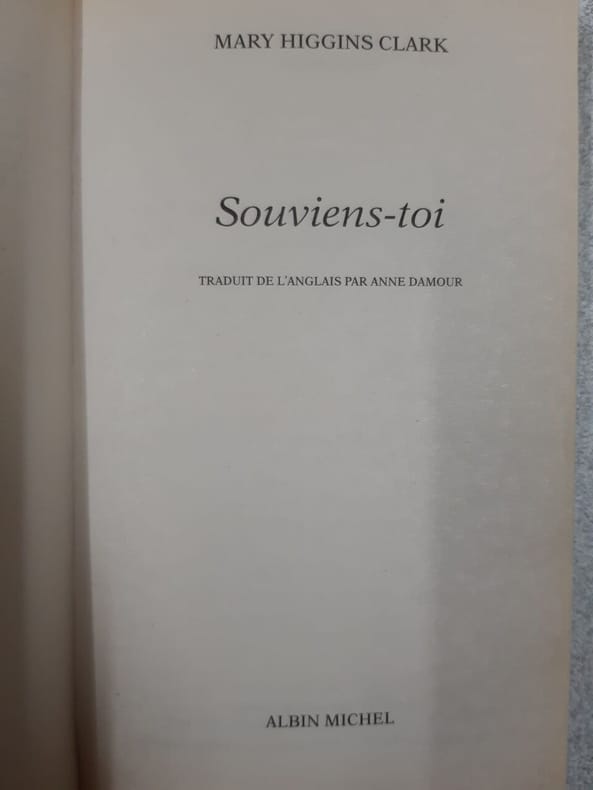 MARY HIGGINS CLARK
Souviens-toi
TRADUIT DE L'ANGLAIS PAR ANNE DAMOUR
ALBIN MICHEL